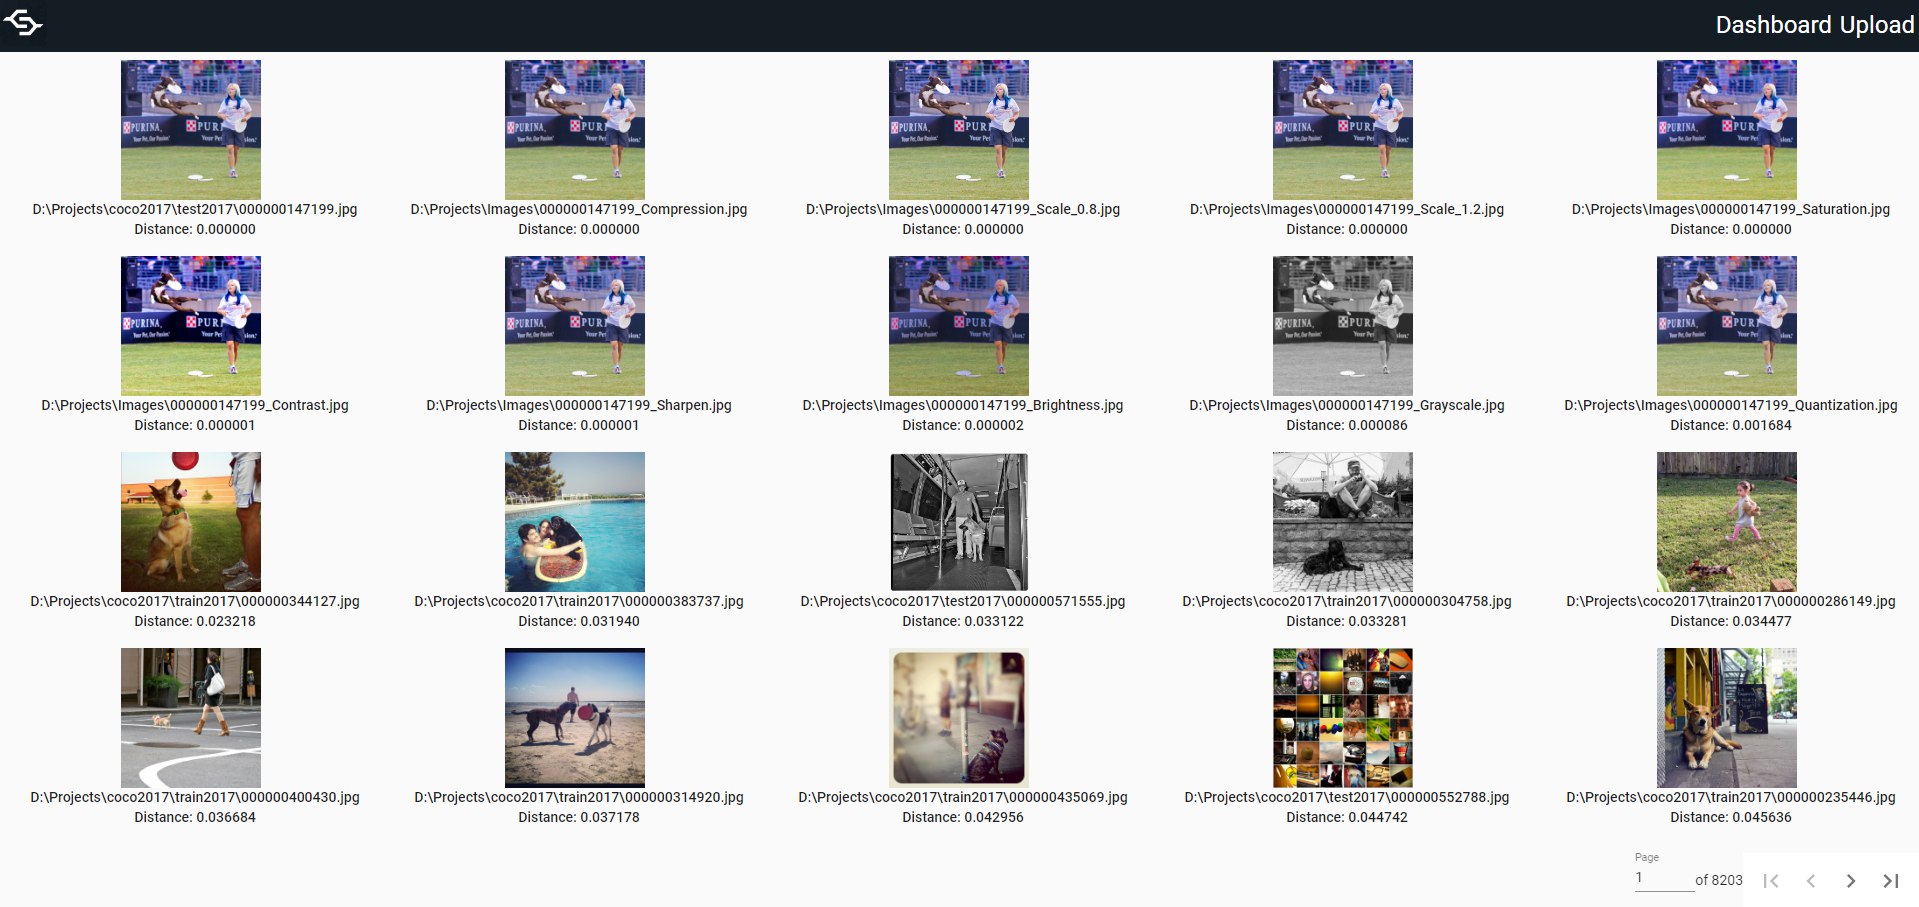 Dashboard Upload
D:\Projects\coco2017\test2017\000000147199.jpg
Distance: 0.000000
D:\Projects\Images\000000147199_Compression.jpg
Distance: 0.000000
D:\Projects\Images\000000147199_Scale_0.8.jpg
Distance: 0.000000
D:\Projects\Images\000000147199_Scale_1.2.jpg
Distance: 0.000000
D:\Projects\Images\000000147199_Saturation.jpg
Distance: 0.000000
D:\Projects\Images\000000147199_Contrast.jpg
Distance: 0.000001
D:\Projects\Images\000000147199_Sharpen.jpg
Distance: 0.000001
D:\Projects\Images\000000147199_Brightness.jpg
Distance: 0.000002
D:\Projects\Images\000000147199_Grayscale.jpg
Distance: 0.000086
D:\Projects\Images\000000147199_Quantization.jpg
Distance: 0.001684
D:\Projects\coco2017\train2017\000000344127.jpg
Distance: 0.023218
D:\Projects\coco2017\train2017\000000383737.jpg
Distance: 0.031940
D:\Projects\coco2017\test2017\000000571555.jpg
Distance: 0.033122
D:\Projects\coco2017\train2017\000000304758.jpg
Distance: 0.033281
D:\Projects\coco2017\train2017\000000286149.jpg
Distance: 0.034477
D:\Projects\coco2017\train2017\000000400430.jpg
Distance: 0.036684
D:\Projects\coco2017\train2017\000000314920.jpg
Distance: 0.037178
D:\Projects\coco2017\train2017\000000435069.jpg
Distance: 0.042956
D:\Projects\coco2017\test2017\000000552788.jpg
Distance: 0.044742
D:\Projects\coco2017\train2017\000000235446.jpg
Distance: 0.045636
Page
1 of 8203